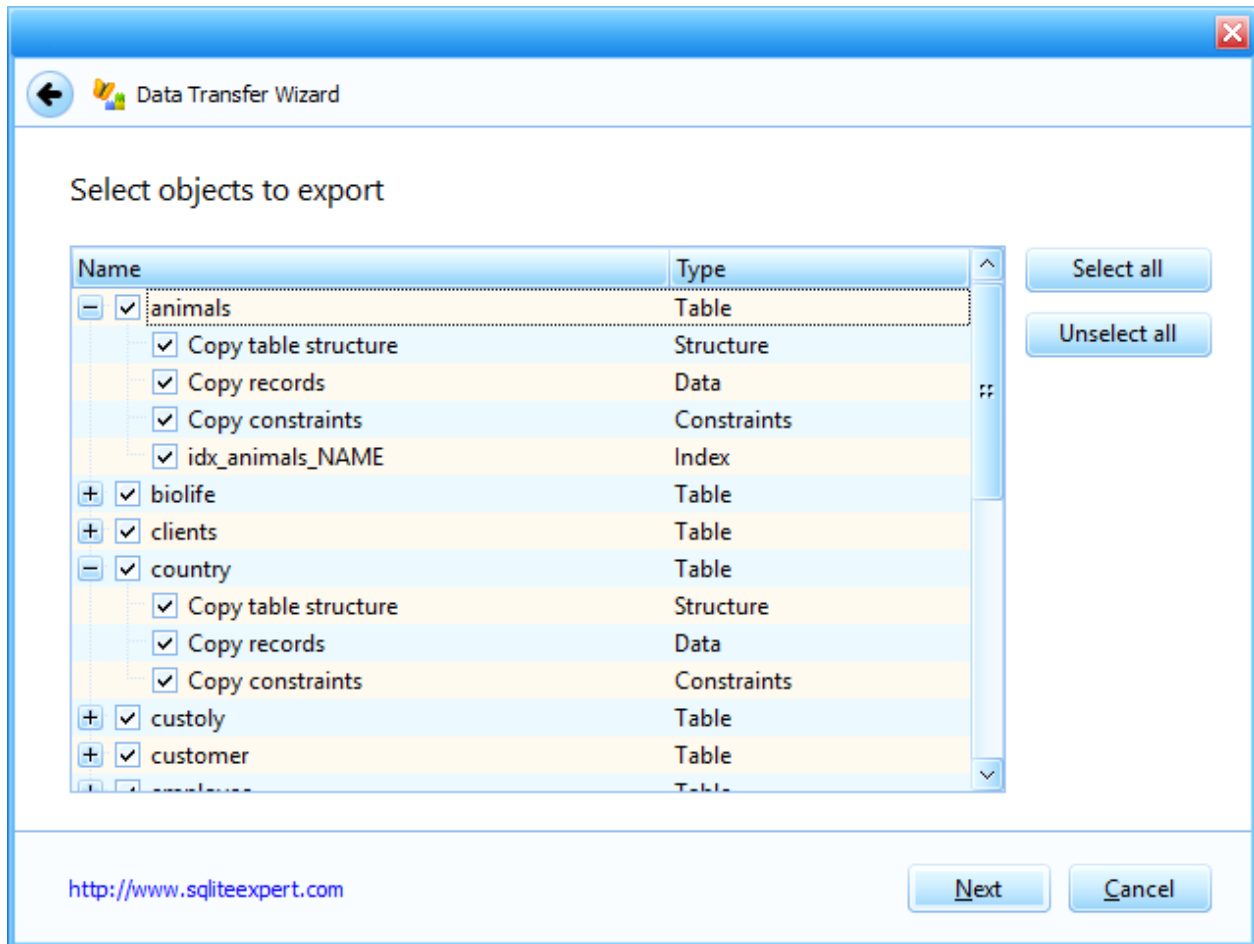 Data Transfer Wizard
Select objects to export
Name Type
Select all
animals Table
Unselect all
Copy table structure Structure
Copy records Data
Copy constraints Constraints
idx_animals_NAME Index
biolife Table
clients Table
country Table
Copy table structure Structure
Copy records Data
Copy constraints Constraints
custoly Table
customer Table
employee Table
http://www.sqliteexpert.com
Next Cancel